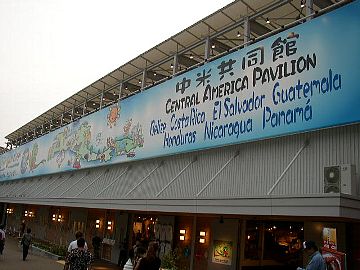 中米共同館
CENTRAL AMERICA PAVILION
Belize Costa Rica El Salvador Guatemala
Honduras Nicaragua Panamá